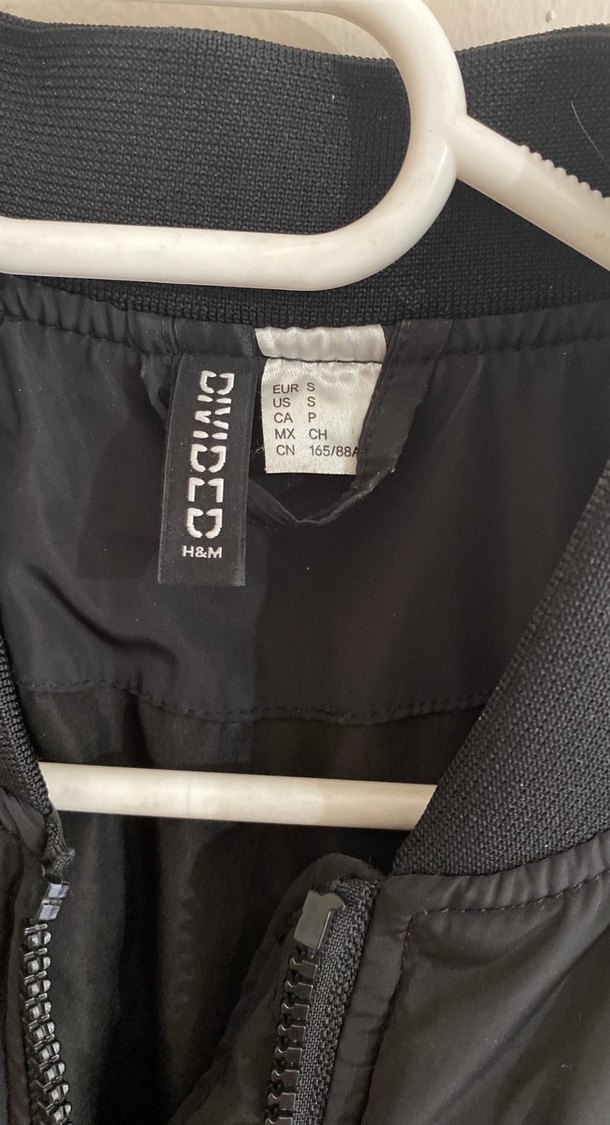 DIVIDED
H&M
EUR S
US S
CA P
MX CH
CN 165/88A